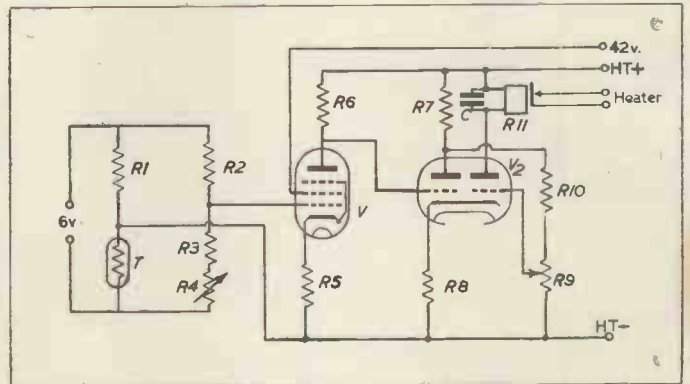 42v.
HT+
R6
R7
C
R11
Heater
R1
R2
V2
6v
V
R10
T
R3
R4
R5
R8
R9
HT-